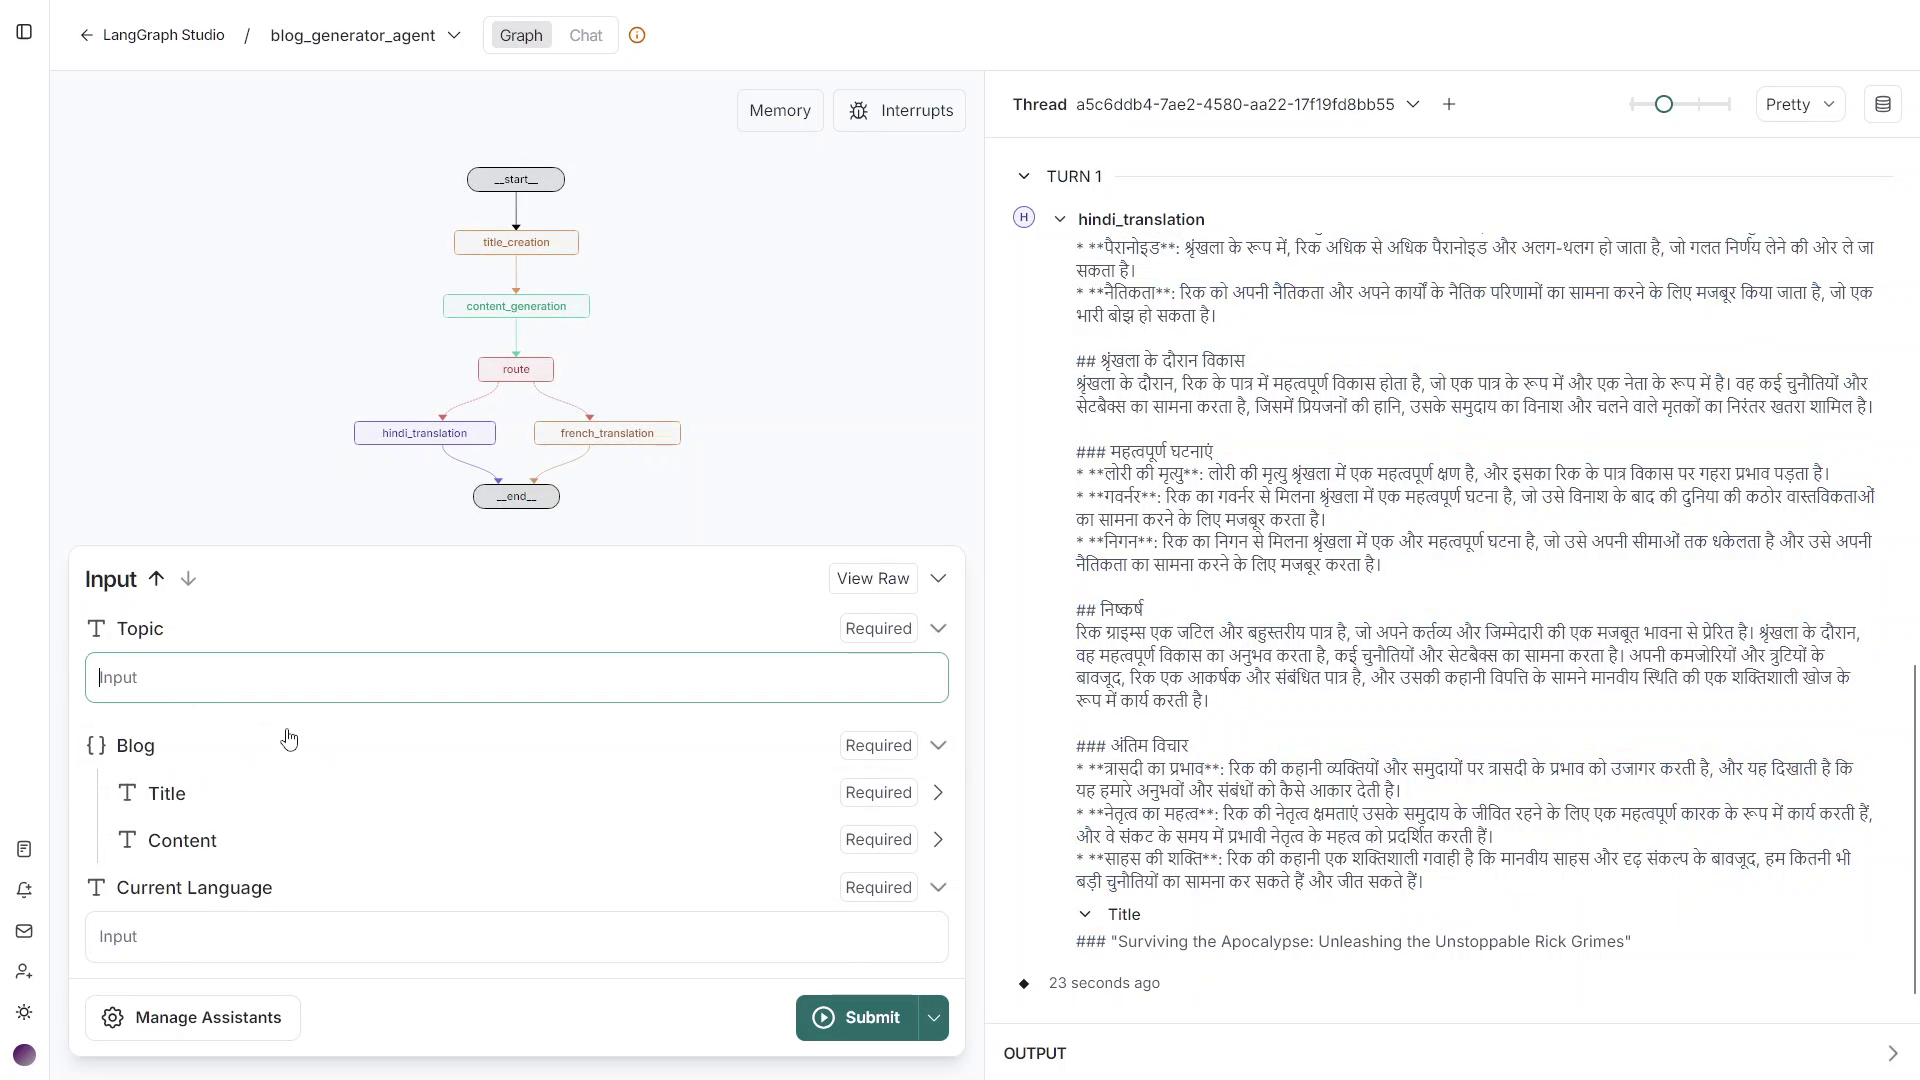 LangGraph Studio / blog_generator_agent Graph Chat
Memory Interrupts
__start__
title_creation
content_generation
route
hindi_translation french_translation
__end__
Input View Raw
Topic Required
Input
{ } Blog Required
Title Required
Content Required
Current Language Required
Input
Manage Assistants Submit
Thread a5c6ddb4-7ae2-4580-aa22-17f19fd8bb55 Pretty
TURN 1
H hindi_translation
* **पैरानोइड**: श्रृंखला के रूप में, रिक अधिक से अधिक पैरानोइड और अलग-थलग हो जाता है, जो गलत निर्णय लेने की ओर ले जा
सकता है।
* **नैतिकता**: रिक को अपनी नैतिकता और अपने कार्यों के नैतिक परिणामों का सामना करने के लिए मजबूर किया जाता है, जो एक
भारी बोझ हो सकता है।
## श्रृंखला के दौरान विकास
श्रृंखला के दौरान, रिक के पात्र में महत्वपूर्ण विकास होता है, जो एक पात्र के रूप में और एक नेता के रूप में है। वह कई चुनौतियों और
सेटबैक्स का सामना करता है, जिसमें प्रियजनों की हानि, उसके समुदाय का विनाश और चलने वाले मृतकों का निरंतर खतरा शामिल है।
### महत्वपूर्ण घटनाएं
* **लोरी की मृत्यु**: लोरी की मृत्यु श्रृंखला में एक महत्वपूर्ण क्षण है, और इसका रिक के पात्र विकास पर गहरा प्रभाव पड़ता है।
* **गवर्नर**: रिक का गवर्नर से मिलना श्रृंखला में एक महत्वपूर्ण घटना है, जो उसे विनाश के बाद की दुनिया की कठोर वास्तविकताओं
का सामना करने के लिए मजबूर करता है।
* **निगन**: रिक का निगन से मिलना श्रृंखला में एक और महत्वपूर्ण घटना है, जो उसे अपनी सीमाओं तक धकेलता है और उसे अपनी
नैतिकता का सामना करने के लिए मजबूर करता है।
## निष्कर्ष
रिक ग्राइम्स एक जटिल और बहुस्तरीय पात्र है, जो अपने कर्तव्य और जिम्मेदारी की एक मजबूत भावना से प्रेरित है। श्रृंखला के दौरान,
वह महत्वपूर्ण विकास का अनुभव करता है, कई चुनौतियों और सेटबैक्स का सामना करता है। अपनी कमजोरियों और त्रुटियों के
बावजूद, रिक एक आकर्षक और संबंधित पात्र है, और उसकी कहानी विपत्ति के सामने मानवीय स्थिति की एक शक्तिशाली खोज के
रूप में कार्य करती है।
### अंतिम विचार
* **त्रासदी का प्रभाव**: रिक की कहानी व्यक्तियों और समुदायों पर त्रासदी के प्रभाव को उजागर करती है, और यह दिखाती है कि
यह हमारे अनुभवों और संबंधों को कैसे आकार देती है।
* **नेतृत्व का महत्व**: रिक की नेतृत्व क्षमताएं उसके समुदाय के जीवित रहने के लिए एक महत्वपूर्ण कारक के रूप में कार्य करती हैं,
और वे संकट के समय में प्रभावी नेतृत्व के महत्व को प्रदर्शित करती हैं।
* **साहस की शक्ति**: रिक की कहानी एक शक्तिशाली गवाही है कि मानवीय साहस और दृढ़ संकल्प के बावजूद, हम कितनी भी
बड़ी चुनौतियों का सामना कर सकते हैं और जीत सकते हैं।
Title
### "Surviving the Apocalypse: Unleashing the Unstoppable Rick Grimes"
23 seconds ago
OUTPUT